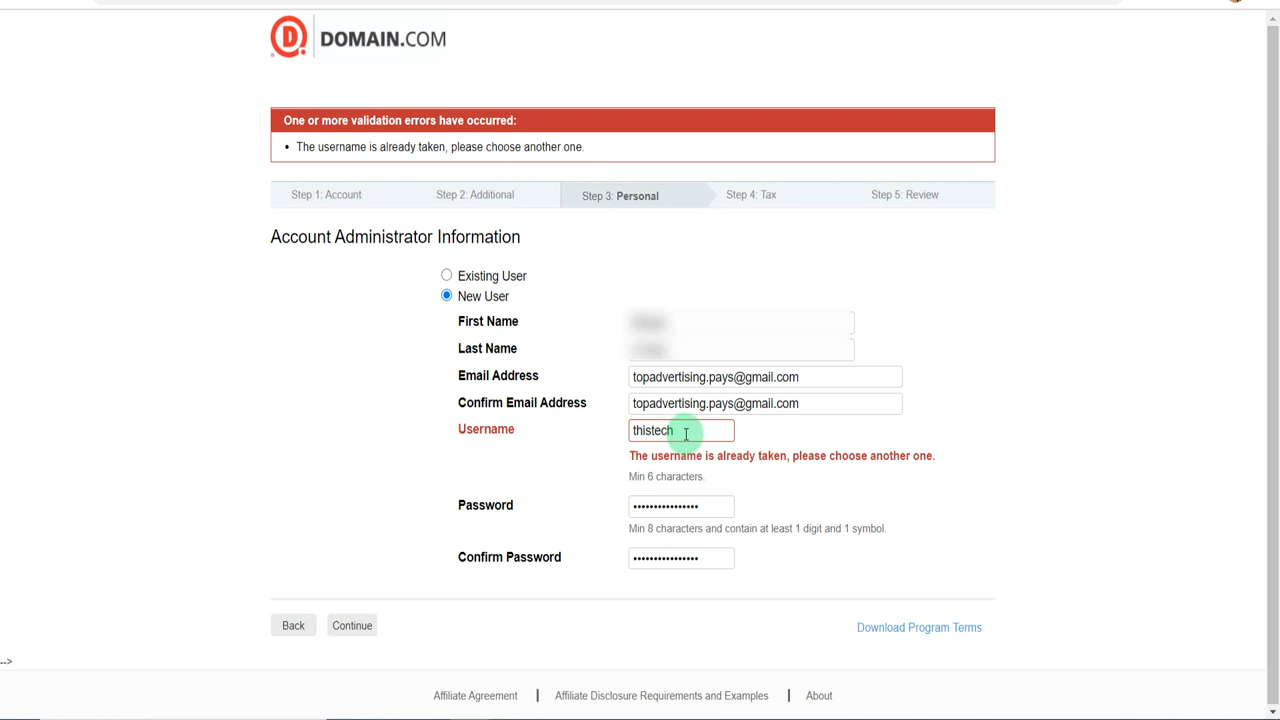 D DOMAIN.COM
One or more validation errors have occurred:
• The username is already taken, please choose another one.
Step 1: Account Step 2: Additional Step 3: Personal Step 4: Tax Step 5: Review
Account Administrator Information
Existing User
New User
First Name
Last Name
Email Address topadvertising.pays@gmail.com
Confirm Email Address topadvertising.pays@gmail.com
Username thistech
The username is already taken, please choose another one.
Min 6 characters.
Password ••••••••••••••••
Min 8 characters and contain at least 1 digit and 1 symbol.
Confirm Password ••••••••••••••••
Back Continue Download Program Terms
-->
Affiliate Agreement | Affiliate Disclosure Requirements and Examples | About